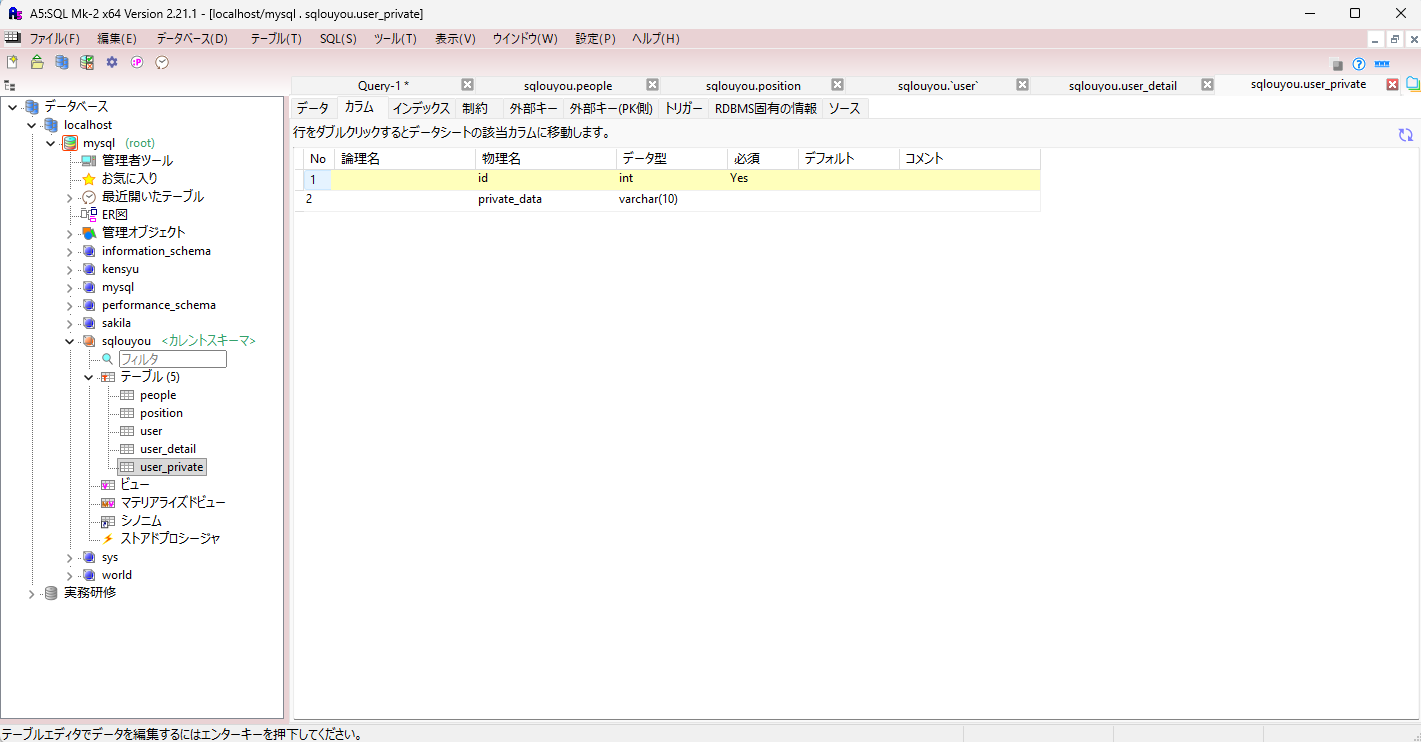 A5:SQL Mk-2 x64 Version 2.21.1 - [localhost/mysql . sqlouyou.user_private]
ファイル(F) 編集(E) データベース(D) テーブル(T) SQL(S) ツール(T) 表示(V) ウインドウ(W) 設定(P) ヘルプ(H)
Query-1 * sqlouyou.people sqlouyou.position sqlouyou.`user` sqlouyou.user_detail sqlouyou.user_private
データベース
localhost
mysql (root)
管理者ツール
お気に入り
最近開いたテーブル
ER図
管理オブジェクト
information_schema
kensyu
mysql
performance_schema
sakila
sqlouyou <カレントスキーマ>
フィルタ
テーブル (5)
people
position
user
user_detail
user_private
ビュー
マテリアライズドビュー
シノニム
ストアドプロシージャ
sys
world
実務研修
データ カラム インデックス 制約 外部キー 外部キー(PK側) トリガー RDBMS固有の情報 ソース
行をダブルクリックするとデータシートの該当カラムに移動します。
No 論理名 物理名 データ型 必須 デフォルト コメント
1 id int Yes
2 private_data varchar(10)
テーブルエディタでデータを編集するにはエンターキーを押下してください。